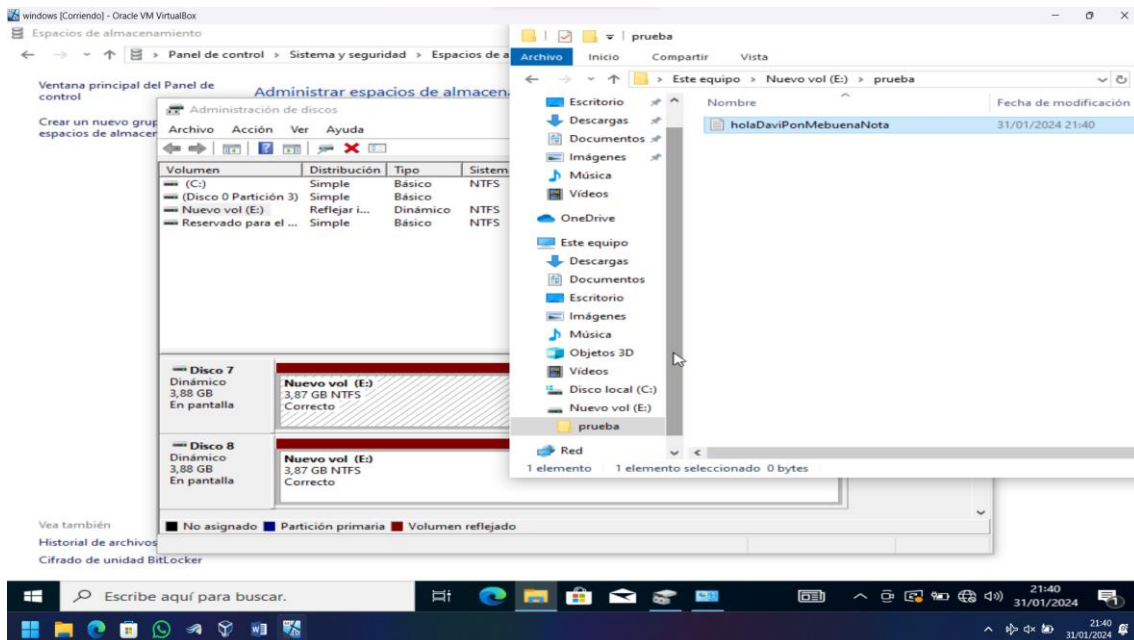 windows [Corriendo] - Oracle VM VirtualBox
Espacios de almacenamiento
Panel de control > Sistema y seguridad > Espacios de a
Ventana principal del Panel de
control
Administrar espacios de almacen
Crear un nuevo grup
espacios de almacer
Vea también
Historial de archivos
Cifrado de unidad BitLocker
Administración de discos
Archivo Acción Ver Ayuda
Volumen Distribución Tipo Sistem
(C:) Simple Básico NTFS
(Disco 0 Partición 3) Simple Básico
Nuevo vol (E:) Reflejar i... Dinámico NTFS
Reservado para el ... Simple Básico NTFS
Disco 7
Dinámico
3,88 GB
En pantalla
Nuevo vol (E:)
3,87 GB NTFS
Correcto
Disco 8
Dinámico
3,88 GB
En pantalla
Nuevo vol (E:)
3,87 GB NTFS
Correcto
No asignado Partición primaria Volumen reflejado
prueba
Archivo Inicio Compartir Vista
Este equipo > Nuevo vol (E:) > prueba
Escritorio
Descargas
Documentos
Imágenes
Música
Vídeos
OneDrive
Este equipo
Descargas
Documentos
Escritorio
Imágenes
Música
Objetos 3D
Vídeos
Disco local (C:)
Nuevo vol (E:)
prueba
Red
Nombre Fecha de modificación
holaDaviPonMebuenaNota 31/01/2024 21:40
1 elemento 1 elemento seleccionado 0 bytes
Escribe aquí para buscar.
21:40
31/01/2024
21:40
31/01/2024